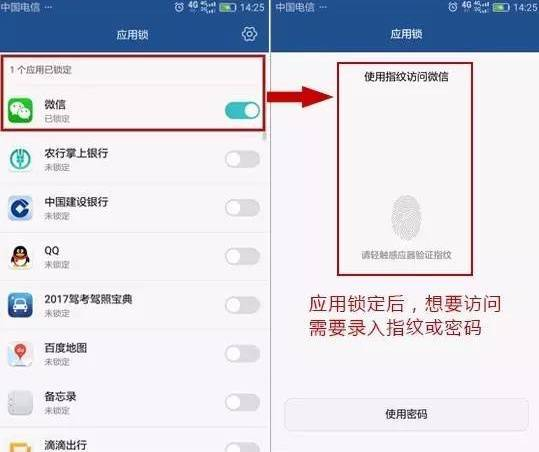 中国电信 ···
4G
14:25
应用锁
1 个应用已锁定
微信
已锁定
农行掌上银行
未锁定
中国建设银行
未锁定
QQ
未锁定
2017驾考驾照宝典
未锁定
百度地图
未锁定
备忘录
未锁定
滴滴出行
中国电信 ···
4G
14:25
应用锁
使用指纹访问微信
请轻触感应器验证指纹
应用锁定后，想要访问
需要录入指纹或密码
使用密码